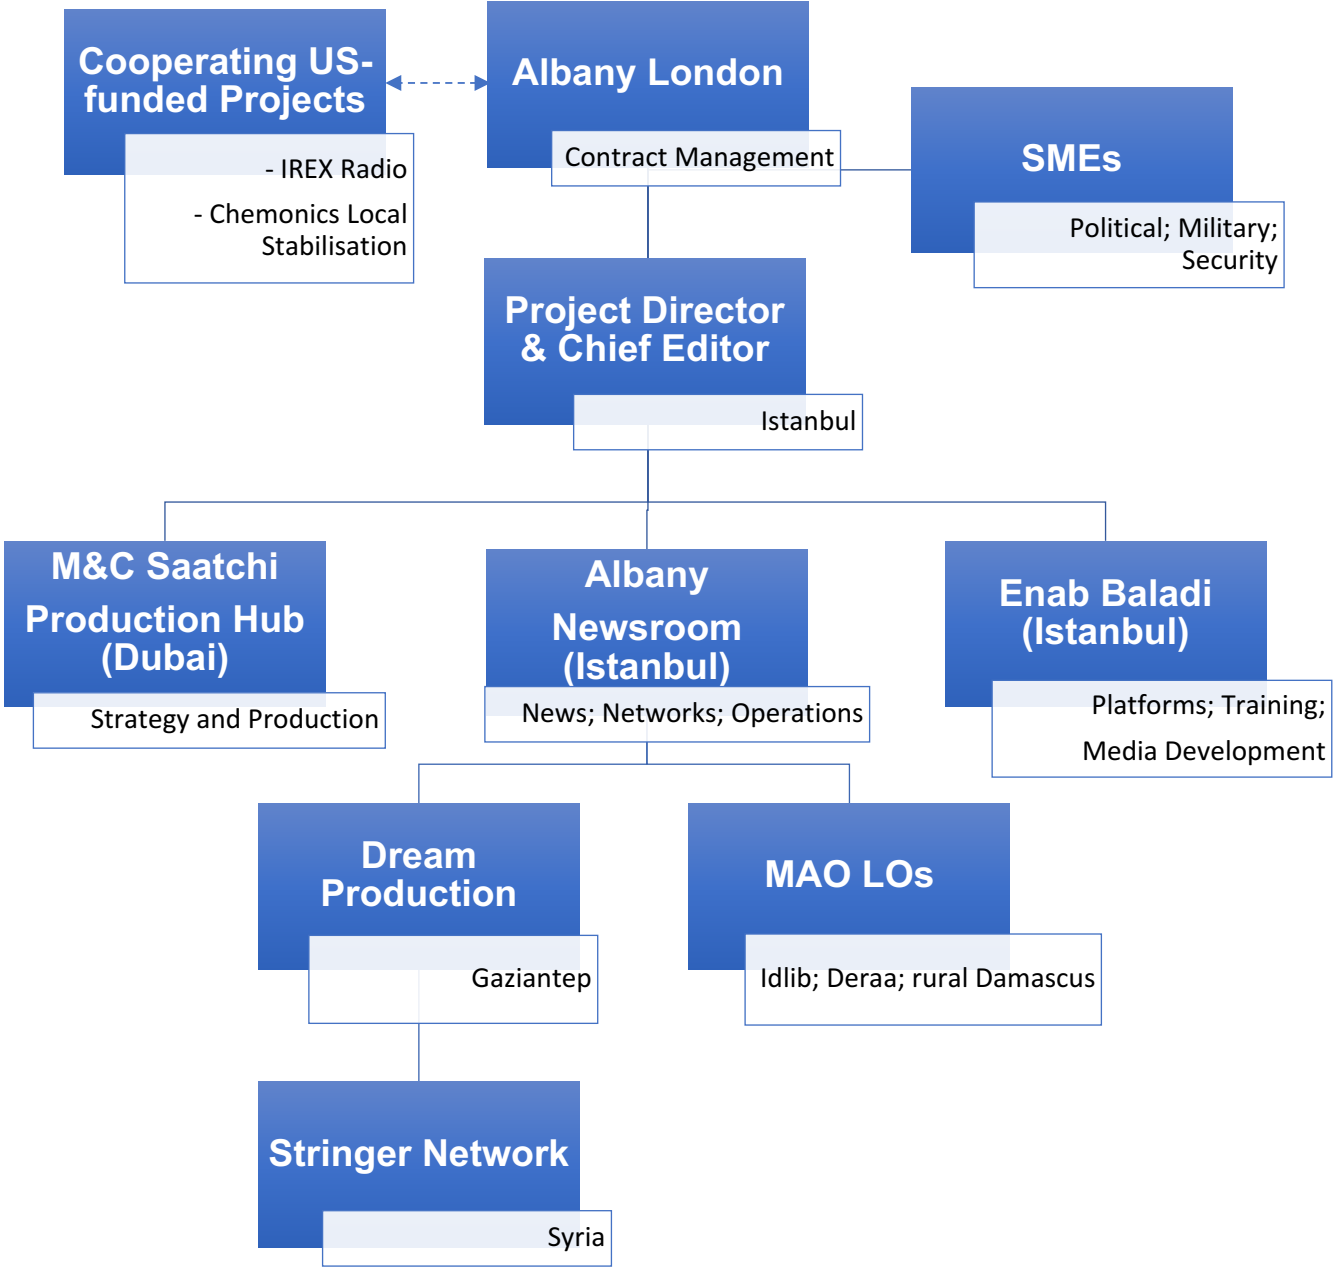 Cooperating US-
funded Projects
- IREX Radio
- Chemonics Local
Stabilisation
Albany London
Contract Management
SMEs
Political; Military;
Security
Project Director
& Chief Editor
Istanbul
M&C Saatchi
Production Hub
(Dubai)
Strategy and Production
Albany
Newsroom
(Istanbul)
News; Networks; Operations
Enab Baladi
(Istanbul)
Platforms; Training;
Media Development
Dream
Production
Gaziantep
MAO LOs
Idlib; Deraa; rural Damascus
Stringer Network
Syria